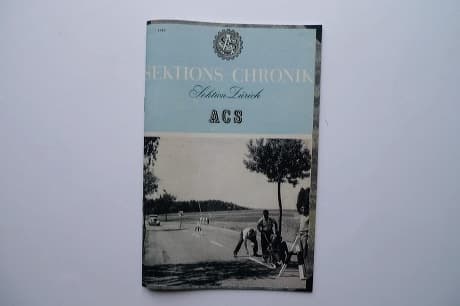 SEKTIONS CHRONIK
Sektion Zürich
ACS